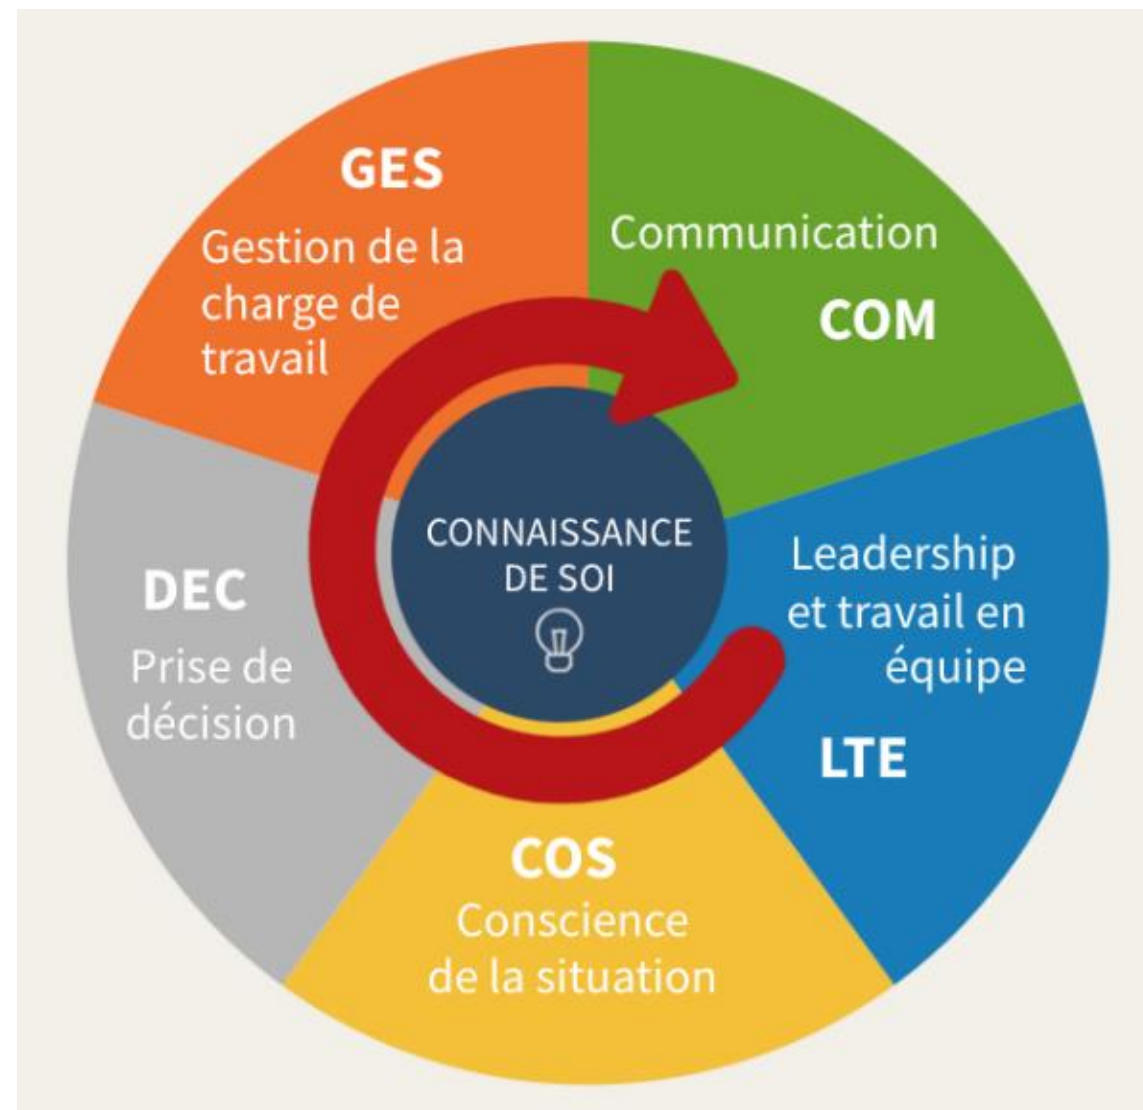 GES
Gestion de la
charge de
travail
Communication
COM
CONNAISSANCE
DE SOI
Leadership
et travail en
équipe
LTE
DEC
Prise de
décision
COS
Conscience
de la situation